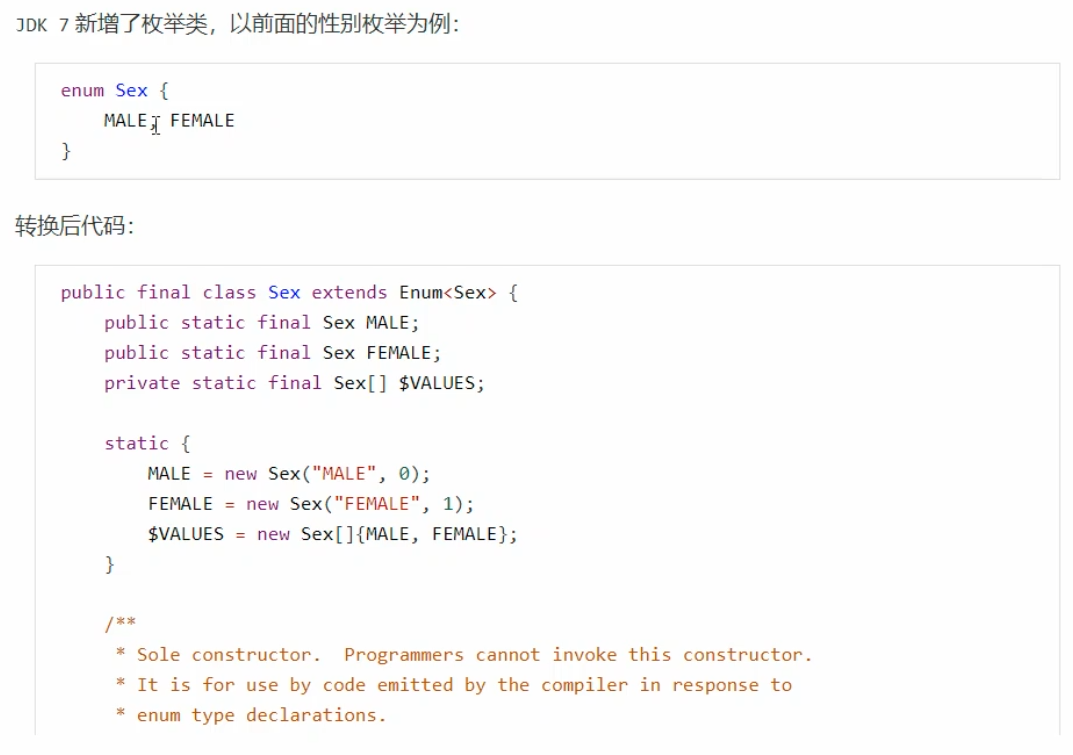 JDK 7 新增了枚举类，以前面的性别枚举为例：
enum Sex {
    MALE, FEMALE
}
转换后代码：
public final class Sex extends Enum<Sex> {
    public static final Sex MALE;
    public static final Sex FEMALE;
    private static final Sex[] $VALUES;
    static {
        MALE = new Sex("MALE", 0);
        FEMALE = new Sex("FEMALE", 1);
        $VALUES = new Sex[]{MALE, FEMALE};
    }
    /**
     * Sole constructor.  Programmers cannot invoke this constructor.
     * It is for use by code emitted by the compiler in response to
     * enum type declarations.